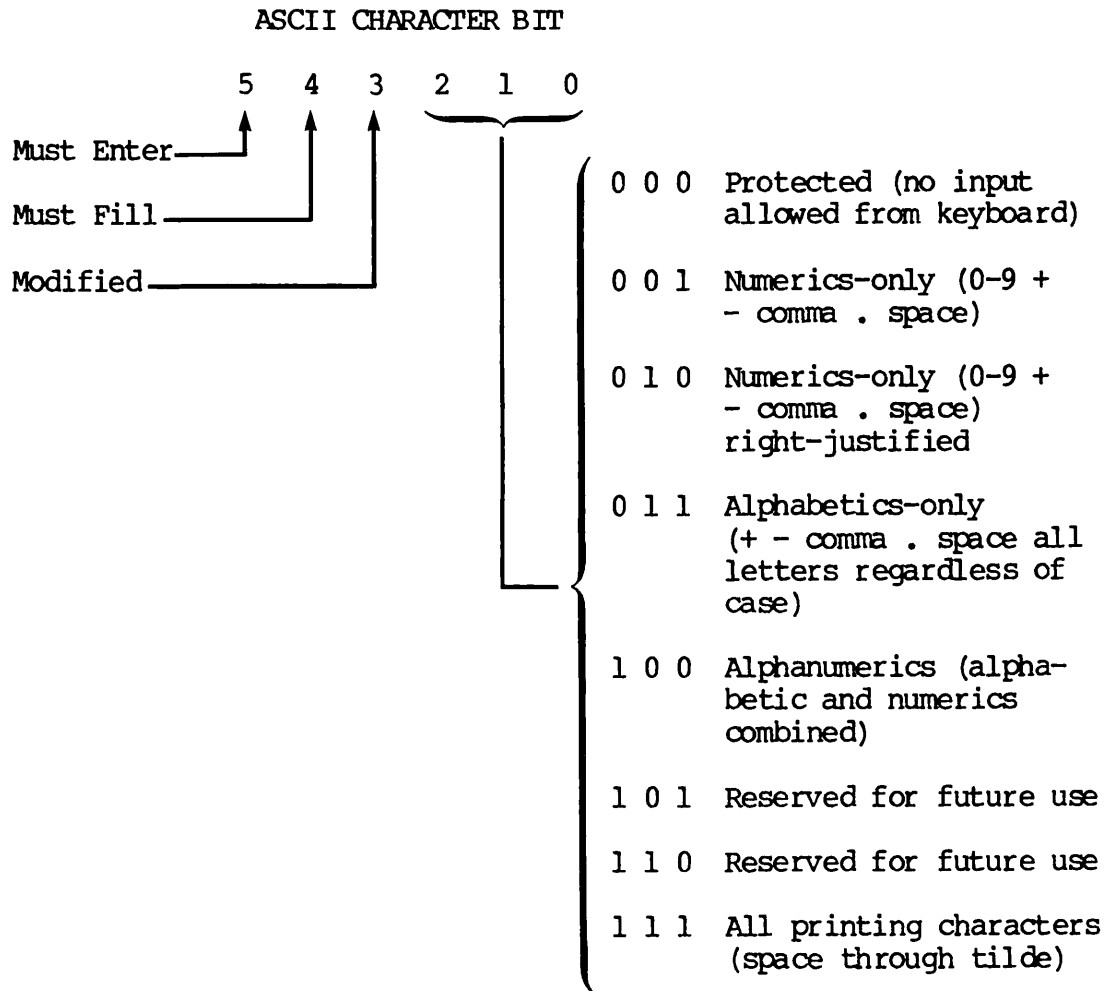 ASCII CHARACTER BIT
5 4 3 2 1 0
Must Enter
Must Fill
Modified
0 0 0 Protected (no input
allowed from keyboard)
0 0 1 Numerics-only (0-9 +
- comma . space)
0 1 0 Numerics-only (0-9 +
- comma . space)
right-justified
0 1 1 Alphabetics-only
(+ - comma . space all
letters regardless of
case)
1 0 0 Alphanumerics (alpha-
betic and numerics
combined)
1 0 1 Reserved for future use
1 1 0 Reserved for future use
1 1 1 All printing characters
(space through tilde)